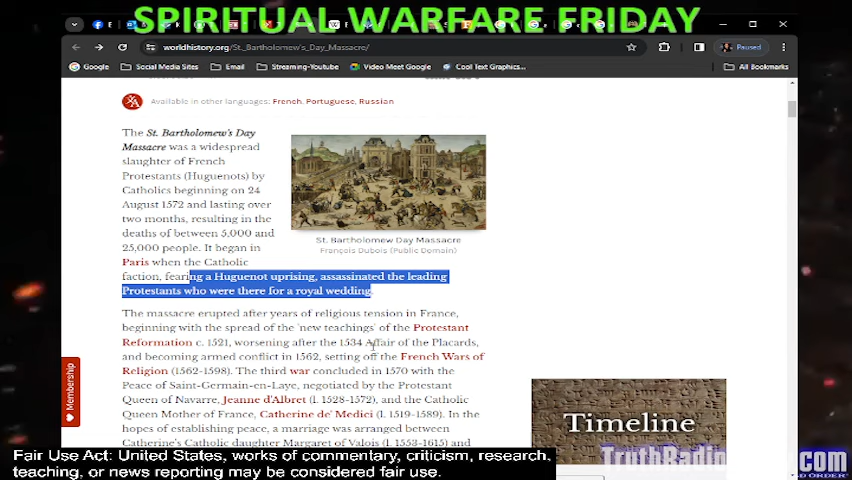 SPIRITUAL WARFARE FRIDAY
worldhistory.org/St_Bartholomew's_Day_Massacre/
Paused
Google
Social Media Sites
Email
Streaming-Youtube
Video Meet Google
Cool Text Graphics...
All Bookmarks
Available in other languages: French, Portuguese, Russian
The St. Bartholomew's Day
Massacre was a widespread
slaughter of French
Protestants (Huguenots) by
Catholics beginning on 24
August 1572 and lasting over
two months, resulting in the
deaths of between 5,000 and
25,000 people. It began in
Paris when the Catholic
faction, fearing a Huguenot uprising, assassinated the leading
Protestants who were there for a royal wedding.
St. Bartholomew Day Massacre
François Dubois (Public Domain)
The massacre erupted after years of religious tension in France,
beginning with the spread of the 'new teachings' of the Protestant
Reformation c. 1521, worsening after the 1534 Affair of the Placards,
and becoming armed conflict in 1562, setting off the French Wars of
Religion (1562-1598). The third war concluded in 1570 with the
Peace of Saint-Germain-en-Laye, negotiated by the Protestant
Queen of Navarre, Jeanne d'Albret (l. 1528-1572), and the Catholic
Queen Mother of France, Catherine de' Medici (l. 1519-1589). In the
hopes of establishing peace, a marriage was arranged between
Catherine's Catholic daughter Margaret of Valois (l. 1553-1615) and
Membership
Timeline
Fair Use Act: United States, works of commentary, criticism, research,
teaching, or news reporting may be considered fair use.